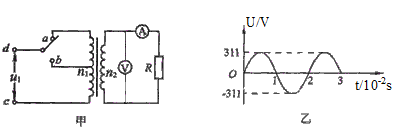 a
d
b
u₁
n₁
n₂
A
V
R
c
甲
U/V
311
O
1
2
3
t/10⁻²s
-311
乙